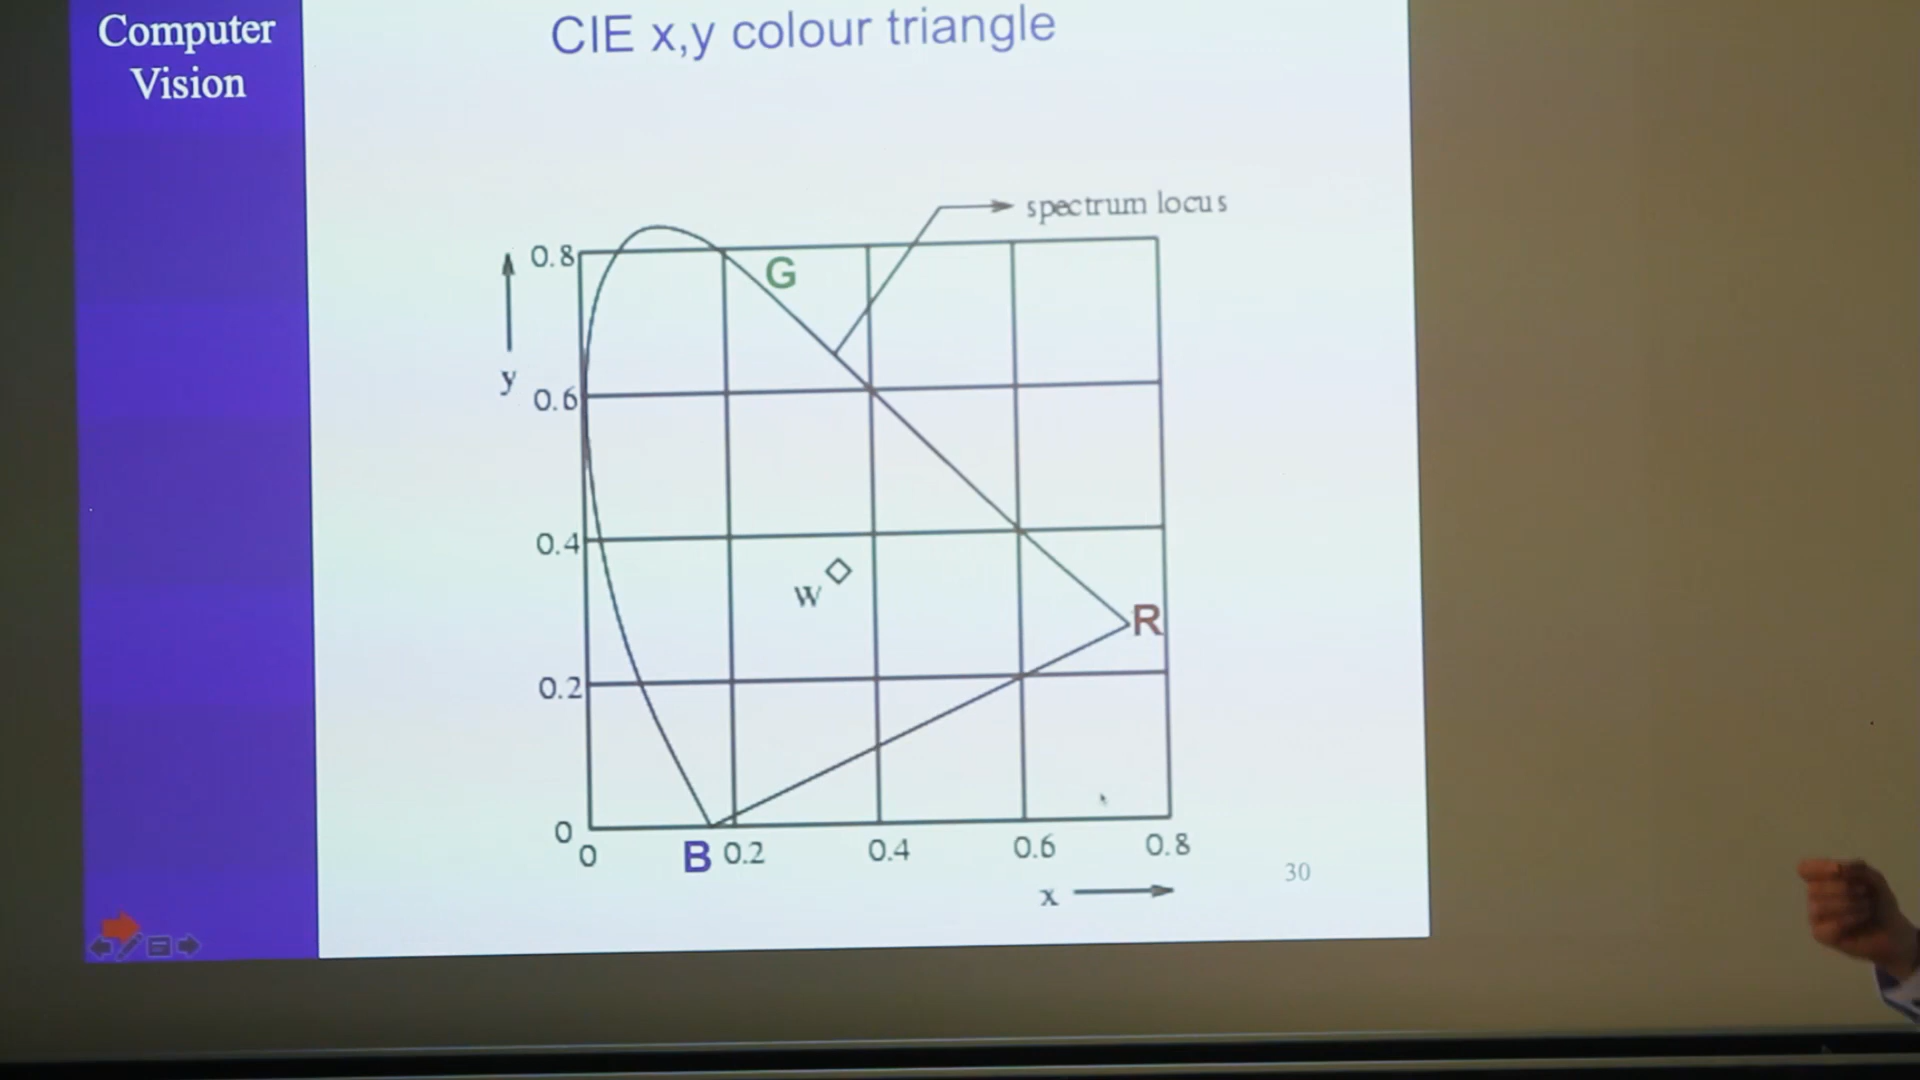 Computer
Vision
CIE x,y colour triangle
spectrum locus
0.8
G
y
0.6
0.4
W
R
0.2
0
0
B
0.2
0.4
0.6
0.8
x
30